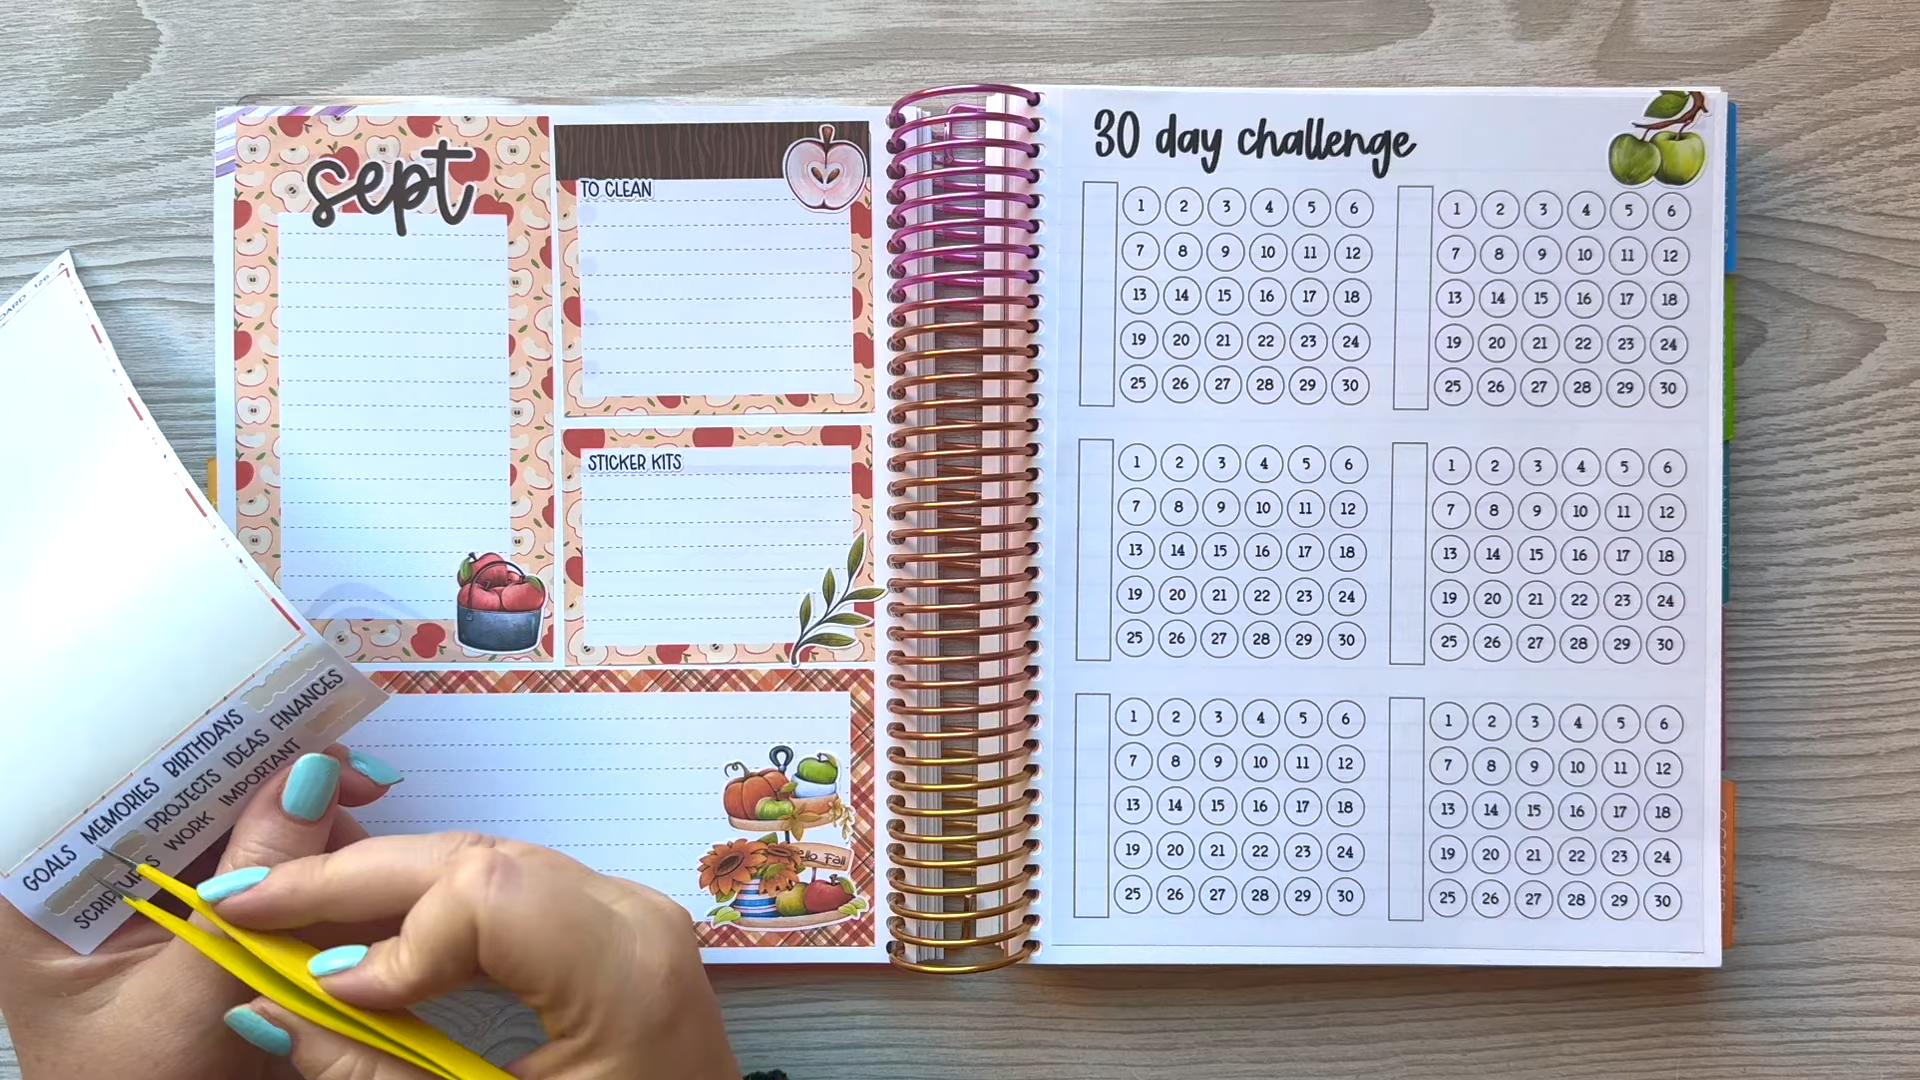 sept
TO CLEAN
STICKER KITS
GOALS MEMORIES BIRTHDAYS
PROJECTS IDEAS FINANCES
WORK IMPORTANT
30 day challenge
1 2 3 4 5 6
7 8 9 10 11 12
13 14 15 16 17 18
19 20 21 22 23 24
25 26 27 28 29 30
1 2 3 4 5 6
7 8 9 10 11 12
13 14 15 16 17 18
19 20 21 22 23 24
25 26 27 28 29 30
1 2 3 4 5 6
7 8 9 10 11 12
13 14 15 16 17 18
19 20 21 22 23 24
25 26 27 28 29 30
1 2 3 4 5 6
7 8 9 10 11 12
13 14 15 16 17 18
19 20 21 22 23 24
25 26 27 28 29 30
1 2 3 4 5 6
7 8 9 10 11 12
13 14 15 16 17 18
19 20 21 22 23 24
25 26 27 28 29 30
1 2 3 4 5 6
7 8 9 10 11 12
13 14 15 16 17 18
19 20 21 22 23 24
25 26 27 28 29 30